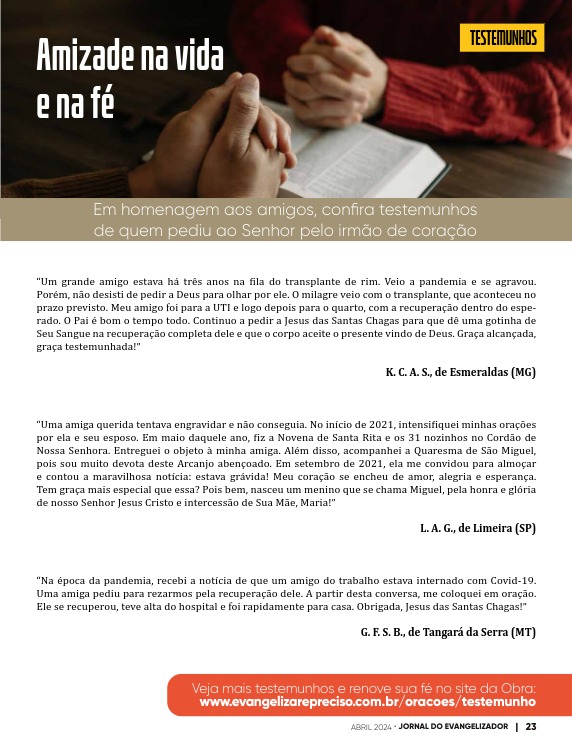 TESTEMUNHOS
Amizade na vida
e na fé
Em homenagem aos amigos, confira testemunhos
de quem pediu ao Senhor pelo irmão de coração
“Um grande amigo estava há três anos na fila do transplante de rim. Veio a pandemia e se agravou.
Porém, não desisti de pedir a Deus para olhar por ele. O milagre veio com o transplante, que aconteceu no
prazo previsto. Meu amigo foi para a UTI e logo depois para o quarto, com a recuperação dentro do espe-
rado. O Pai é bom o tempo todo. Continuo a pedir a Jesus das Santas Chagas para que dê uma gotinha de
Seu Sangue na recuperação completa dele e que o corpo aceite o presente vindo de Deus. Graça alcançada,
graça testemunhada!”
K. C. A. S., de Esmeraldas (MG)
“Uma amiga querida tentava engravidar e não conseguia. No início de 2021, intensifiquei minhas orações
por ela e seu esposo. Em maio daquele ano, fiz a Novena de Santa Rita e os 31 nozinhos no Cordão de
Nossa Senhora. Entreguei o objeto à minha amiga. Além disso, acompanhei a Quaresma de São Miguel,
pois sou muito devota deste Arcanjo abençoado. Em setembro de 2021, ela me convidou para almoçar
e contou a maravilhosa notícia: estava grávida! Meu coração se encheu de amor, alegria e esperança.
Tem graça mais especial que essa? Pois bem, nasceu um menino que se chama Miguel, pela honra e glória
de nosso Senhor Jesus Cristo e intercessão de Sua Mãe, Maria!”
L. A. G., de Limeira (SP)
“Na época da pandemia, recebi a notícia de que um amigo do trabalho estava internado com Covid-19.
Uma amiga pediu para rezarmos pela recuperação dele. A partir desta conversa, me coloquei em oração.
Ele se recuperou, teve alta do hospital e foi rapidamente para casa. Obrigada, Jesus das Santas Chagas!”
G. F. S. B., de Tangará da Serra (MT)
Veja mais testemunhos e renove sua fé no site da Obra:
www.evangelizarepreciso.com.br/oracoes/testemunho
ABRIL 2024 • JORNAL DO EVANGELIZADOR | 23